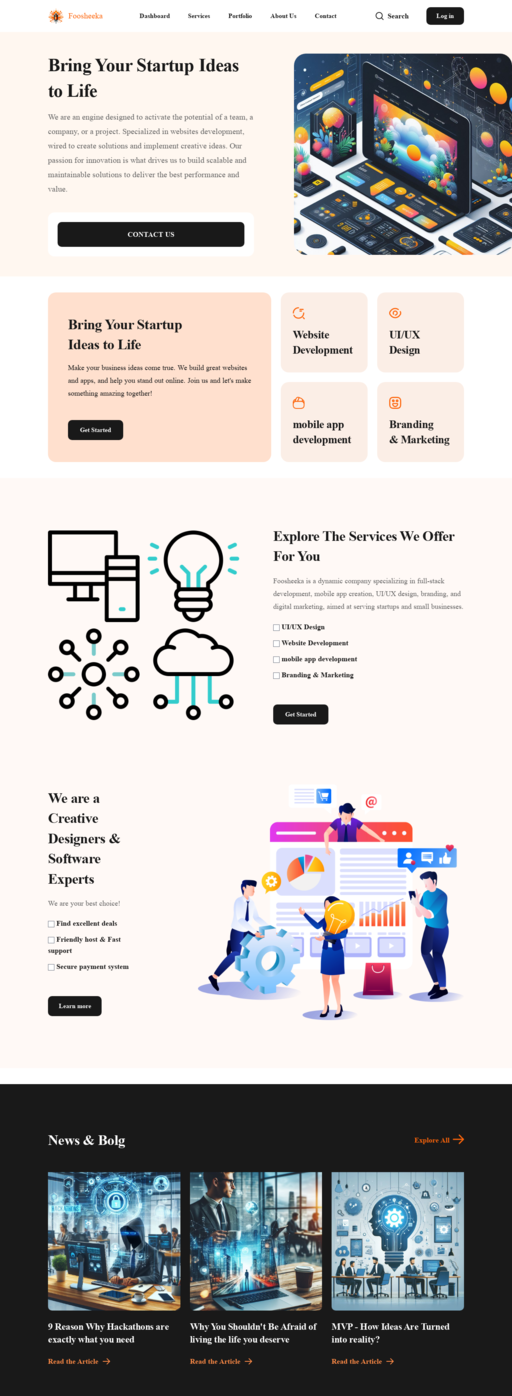 Foosheeka
Dashboard
Services
Portfolio
About Us
Contact
Search
Log in
Bring Your Startup Ideas
to Life
We are an engine designed to activate the potential of a team, a
company, or a project. Specialized in websites development,
wired to create solutions and implement creative ideas. Our
passion for innovation is what drives us to build scalable and
maintainable solutions to deliver the best performance and
value.
CONTACT US
Bring Your Startup
Ideas to Life
Make your business ideas come true. We build great websites
and apps, and help you stand out online. Join us and let's make
something amazing together!
Get Started
Website
Development
UI/UX
Design
mobile app
development
Branding
& Marketing
Explore The Services We Offer
For You
Foosheeka is a dynamic company specializing in full-stack
development, mobile app creation, UI/UX design, branding, and
digital marketing, aimed at serving startups and small businesses.
UI/UX Design
Website Development
mobile app development
Branding & Marketing
Get Started
We are a
Creative
Designers &
Software
Experts
We are your best choice!
Find excellent deals
Friendly host & Fast
support
Secure payment system
Learn more
@
News & Bolg
Explore All
9 Reason Why Hackathons are
exactly what you need
Read the Article
Why You Shouldn't Be Afraid of
living the life you deserve
Read the Article
MVP - How Ideas Are Turned
into reality?
Read the Article